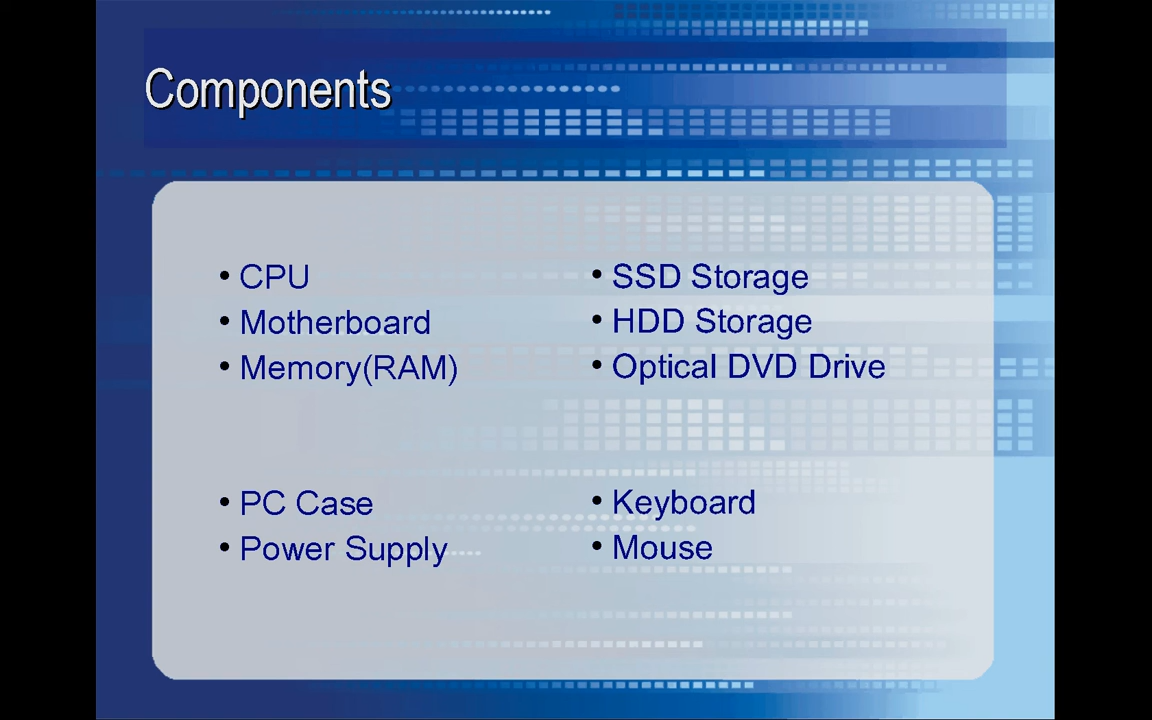 Components
• CPU
• Motherboard
• Memory(RAM)
• SSD Storage
• HDD Storage
• Optical DVD Drive
• PC Case
• Power Supply
• Keyboard
• Mouse